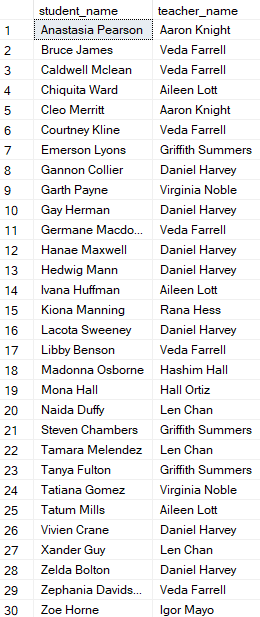 student_name teacher_name
1 Anastasia Pearson Aaron Knight
2 Bruce James Veda Farrell
3 Caldwell Mclean Veda Farrell
4 Chiquita Ward Aileen Lott
5 Cleo Merritt Aaron Knight
6 Courtney Kline Veda Farrell
7 Emerson Lyons Griffith Summers
8 Gannon Collier Daniel Harvey
9 Garth Payne Virginia Noble
10 Gay Herman Daniel Harvey
11 Germane Macdo... Veda Farrell
12 Hanae Maxwell Daniel Harvey
13 Hedwig Mann Daniel Harvey
14 Ivana Huffman Aileen Lott
15 Kiona Manning Rana Hess
16 Lacota Sweeney Daniel Harvey
17 Libby Benson Veda Farrell
18 Madonna Osborne Hashim Hall
19 Mona Hall Hall Ortiz
20 Naida Duffy Len Chan
21 Steven Chambers Griffith Summers
22 Tamara Melendez Len Chan
23 Tanya Fulton Griffith Summers
24 Tatiana Gomez Virginia Noble
25 Tatum Mills Aileen Lott
26 Vivien Crane Daniel Harvey
27 Xander Guy Len Chan
28 Zelda Bolton Daniel Harvey
29 Zephania Davids... Veda Farrell
30 Zoe Horne Igor Mayo